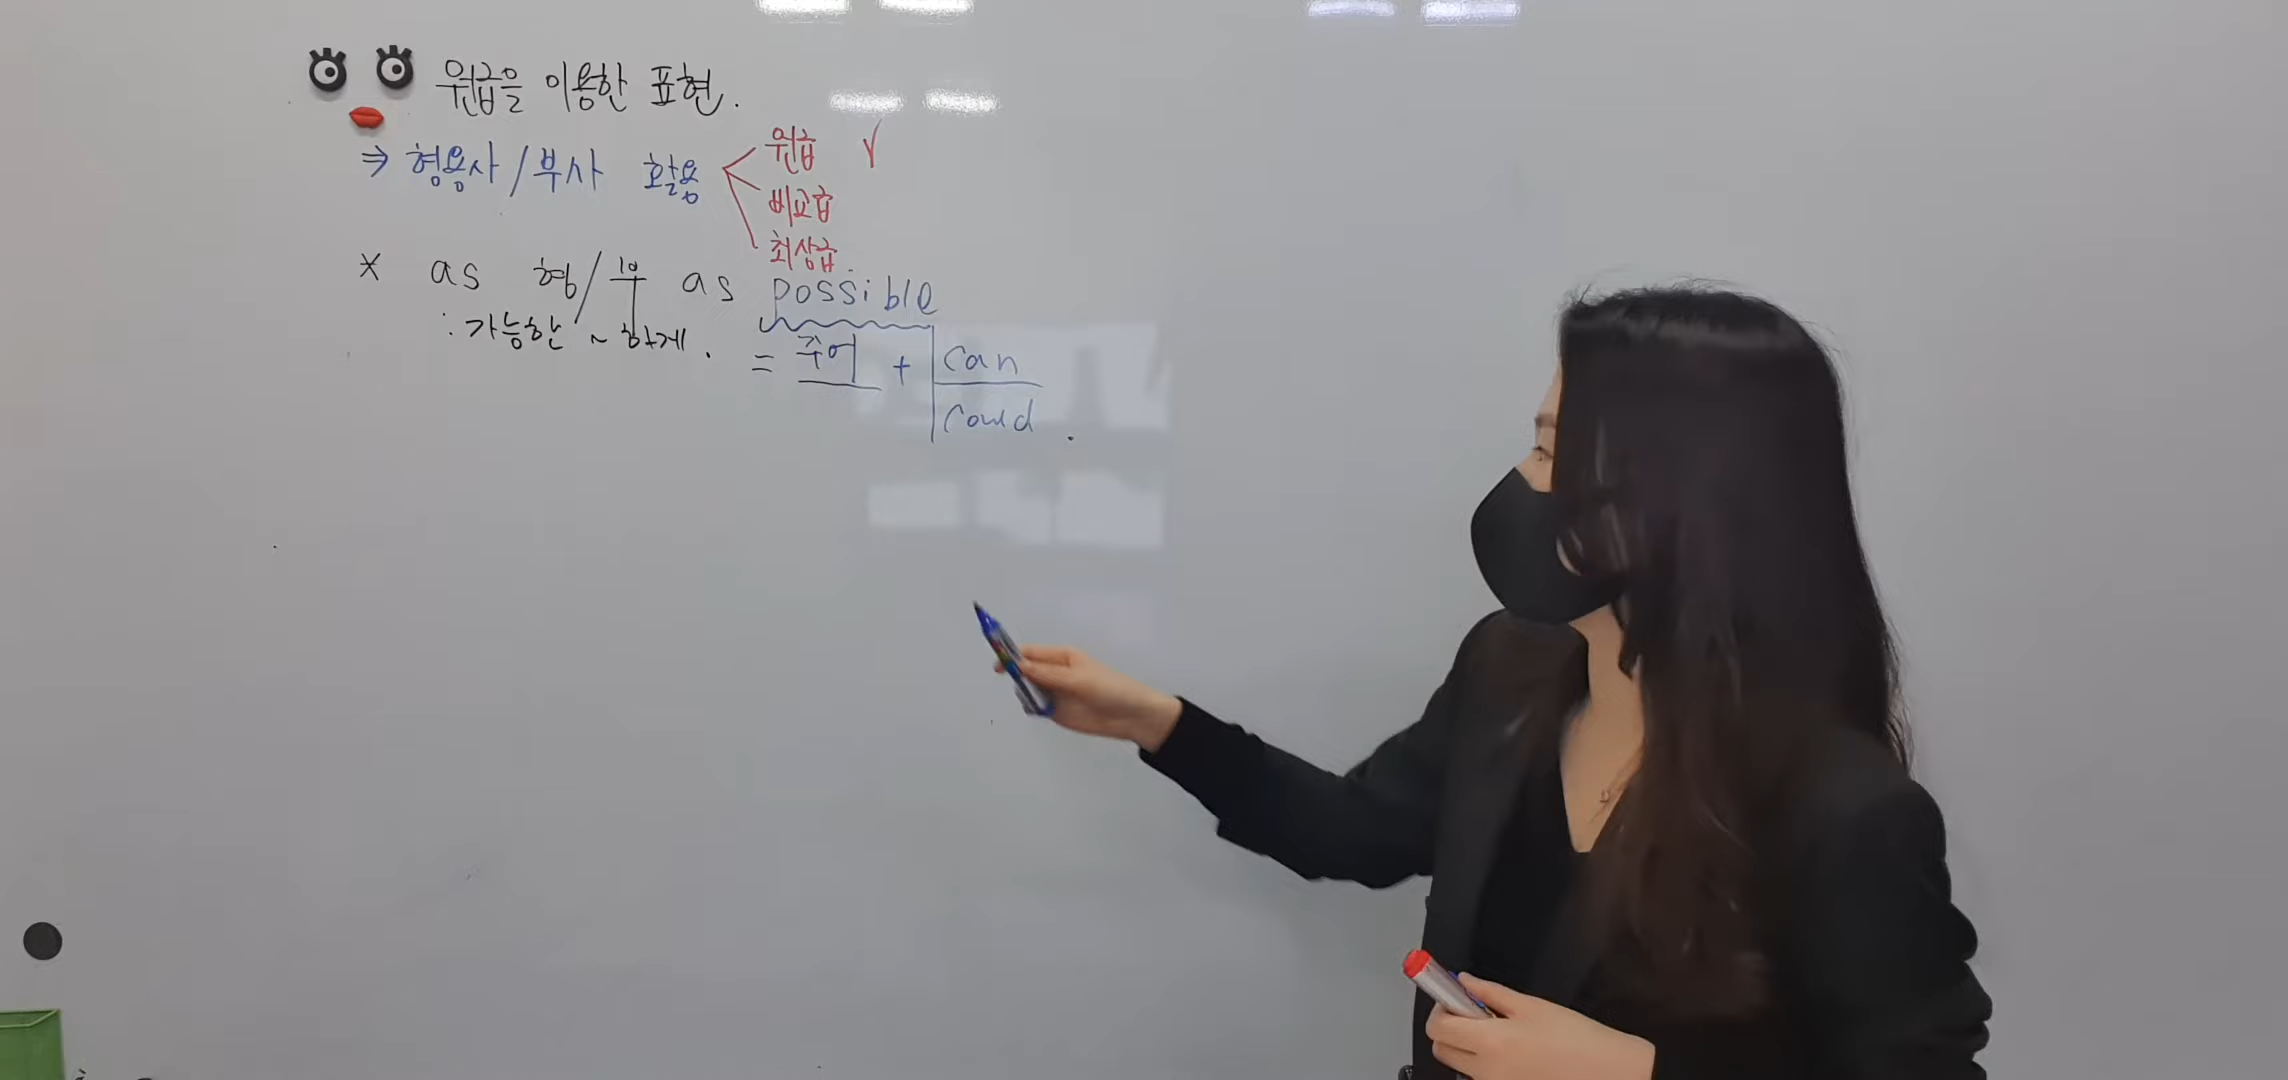 원급을 이용한 표현.
⇒ 형용사/부사 활용
원급 √
비교급
최상급.
* as 형/부 as possible
: 가능한 ~ 하게.
= 주어 + can
could.